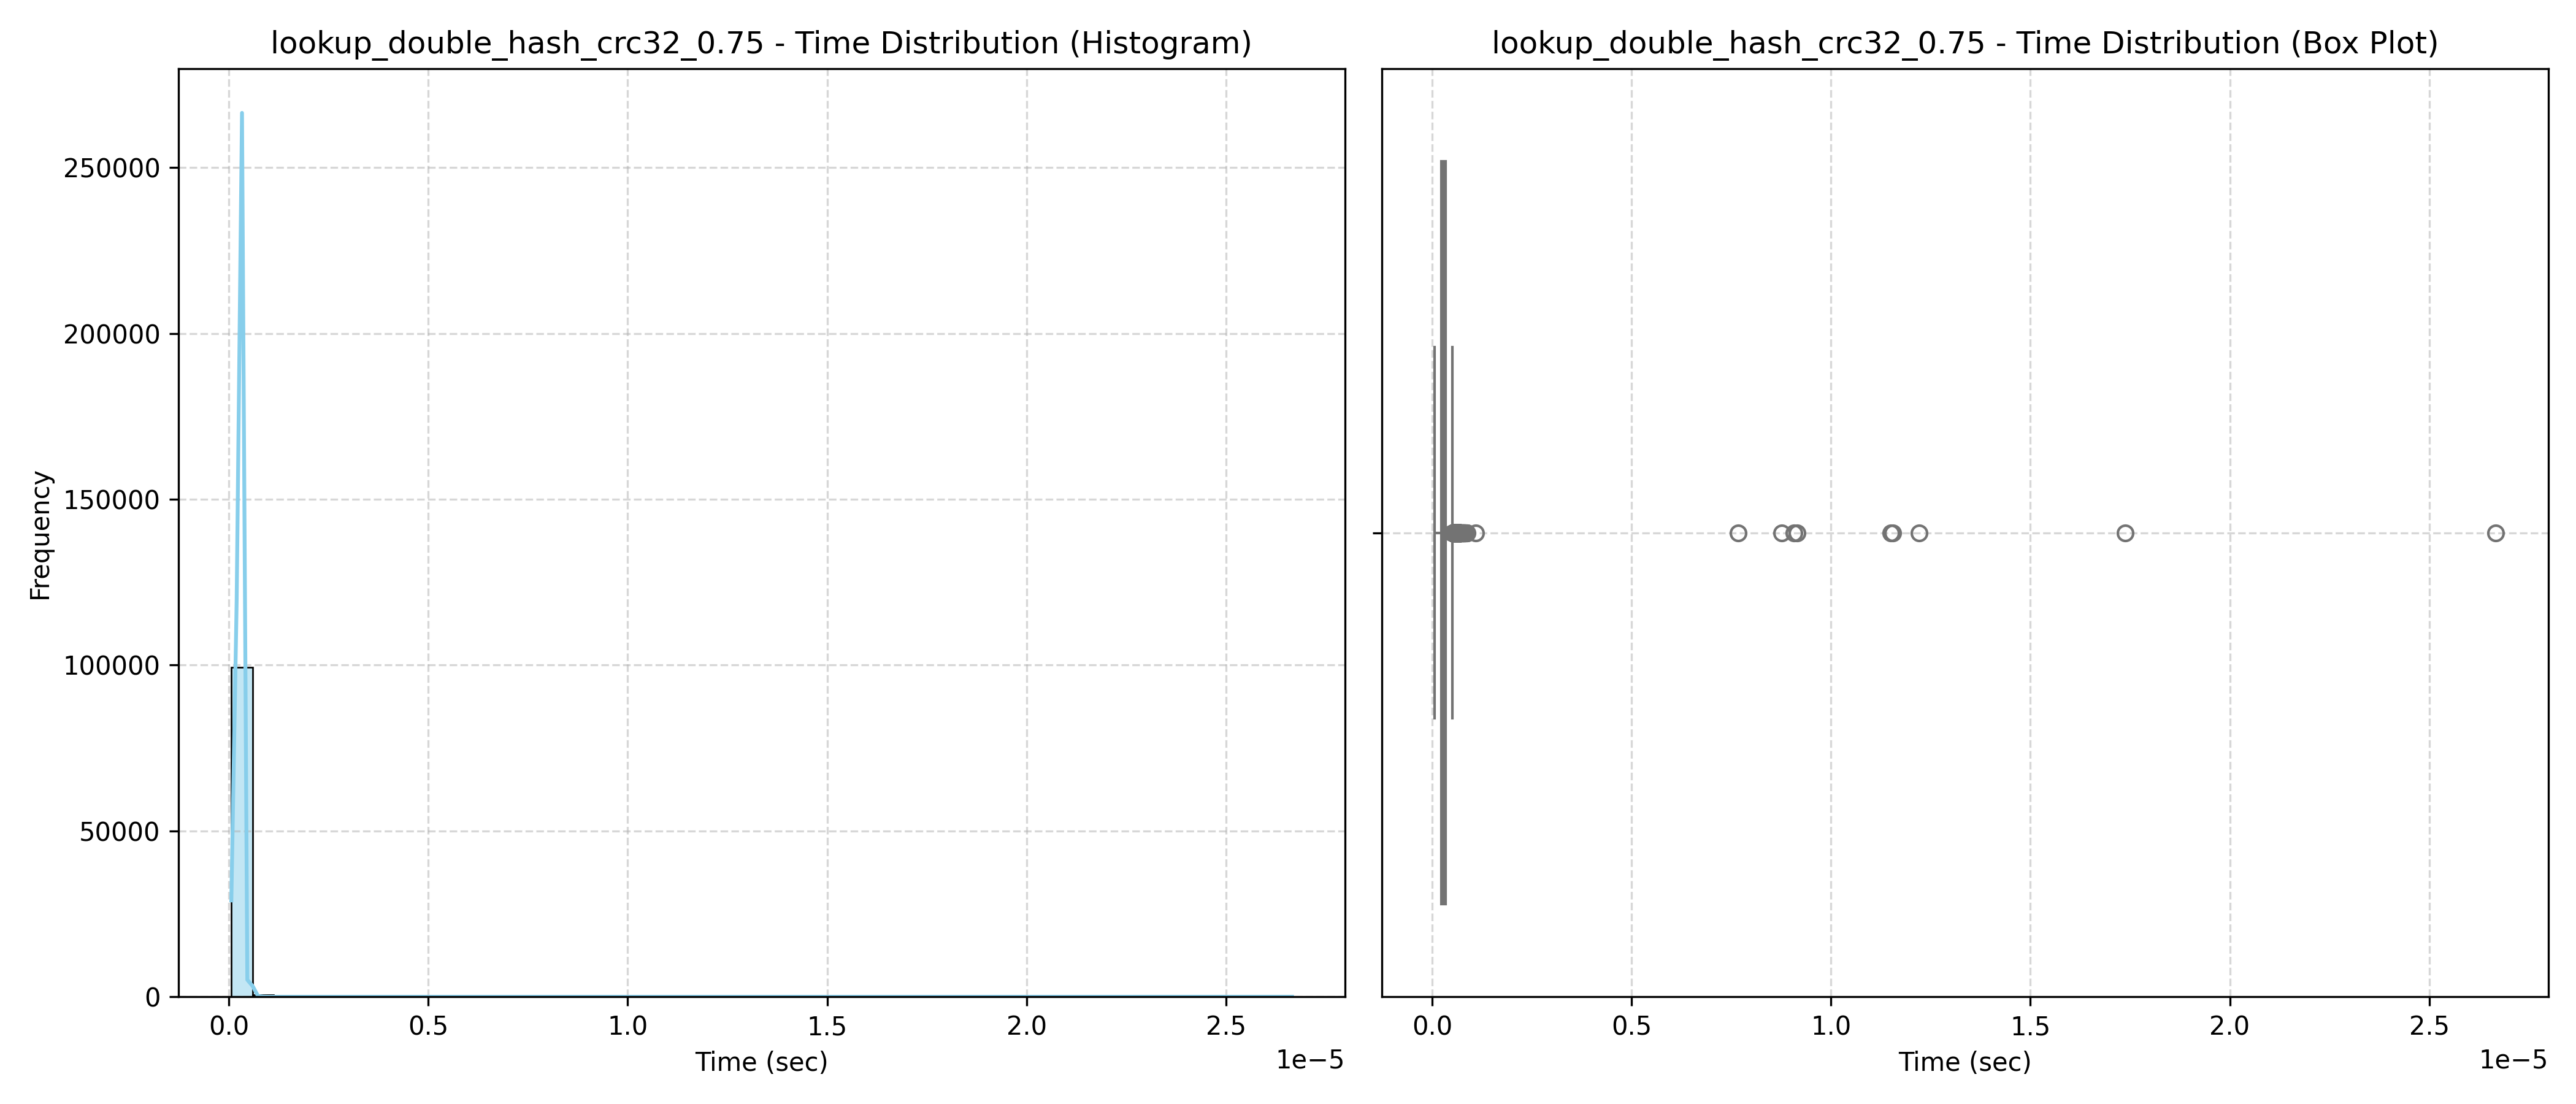 lookup_double_hash_crc32_0.75 - Time Distribution (Histogram)
Frequency
250000
200000
150000
100000
50000
0
0.0 0.5 1.0 1.5 2.0 2.5
1e−5
Time (sec)
lookup_double_hash_crc32_0.75 - Time Distribution (Box Plot)
0.0 0.5 1.0 1.5 2.0 2.5
1e−5
Time (sec)